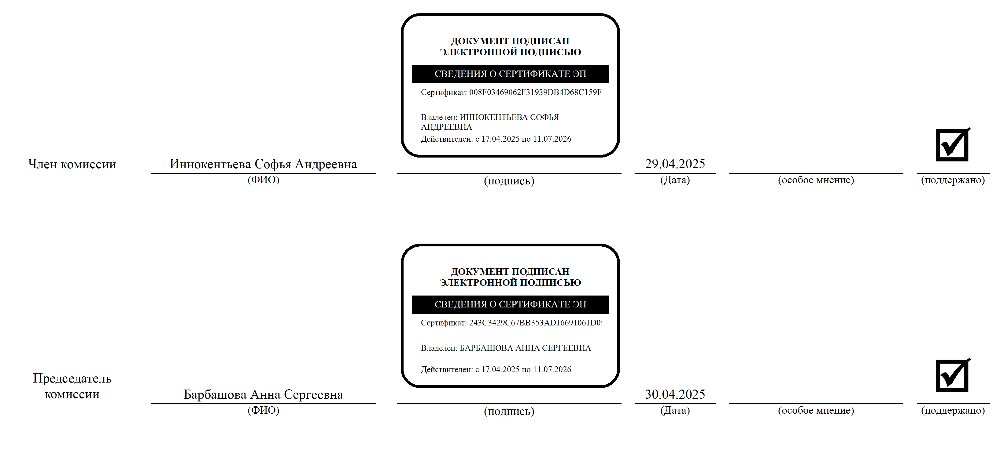 ДОКУМЕНТ ПОДПИСАН
ЭЛЕКТРОННОЙ ПОДПИСЬЮ
СВЕДЕНИЯ О СЕРТИФИКАТЕ ЭП
Сертификат: 008F03469062F31939DB4D68C159F
Владелец: ИННОКЕНТЬЕВА СОФЬЯ
АНДРЕЕВНА
Действителен: с 17.04.2025 по 11.07.2026
Член комиссии Иннокентьева Софья Андреевна 29.04.2025
(ФИО) (подпись) (Дата) (особое мнение) (поддержано)
ДОКУМЕНТ ПОДПИСАН
ЭЛЕКТРОННОЙ ПОДПИСЬЮ
СВЕДЕНИЯ О СЕРТИФИКАТЕ ЭП
Сертификат: 243C3429C67BB353AD16691061D0
Владелец: БАРБАШОВА АННА СЕРГЕЕВНА
Действителен: с 17.04.2025 по 11.07.2026
Председатель
комиссии Барбашова Анна Сергеевна 30.04.2025
(ФИО) (подпись) (Дата) (особое мнение) (поддержано)